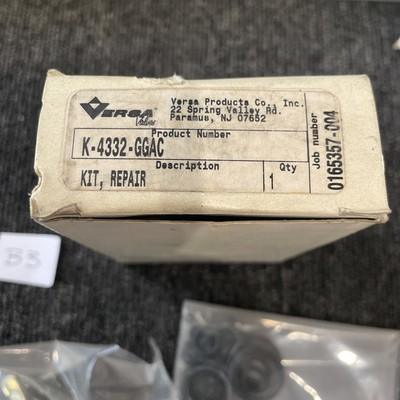 VERSA
Valves
Versa Products Co., Inc.
22 Spring Valley Rd.
Paramus, NJ 07652
Product Number
K-4332-GGAC
Description
Qty
KIT, REPAIR
1
Job number
0165357-004
B3